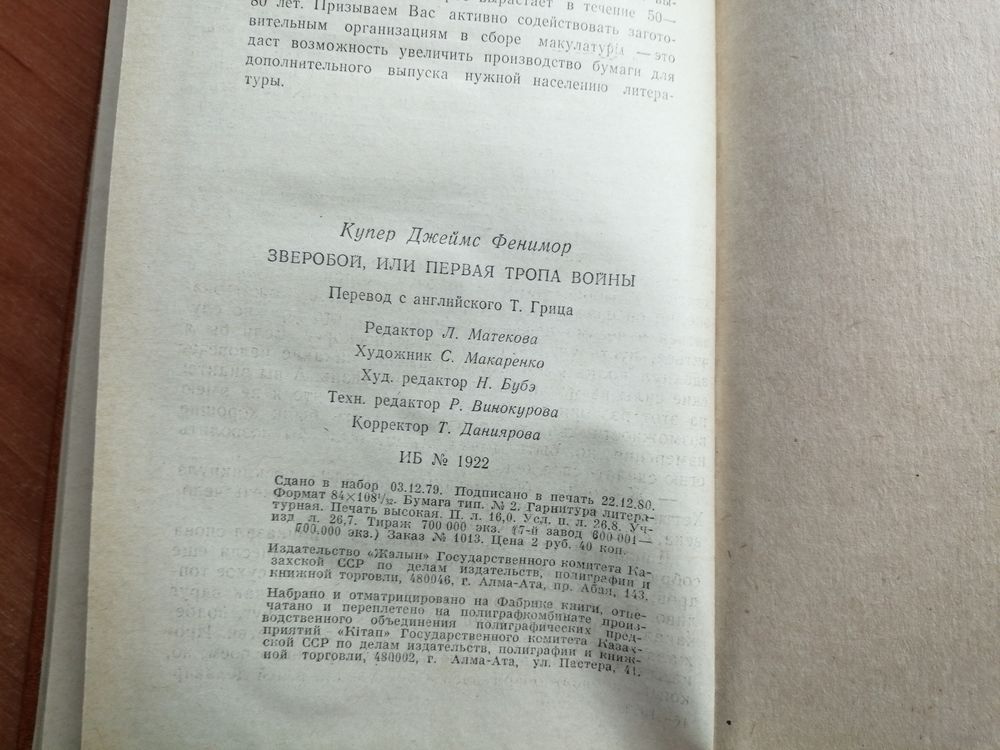 вырастает в течение 50—
80 лет. Призываем Вас активно содействовать загото-
вительным организациям в сборе макулатуры — это
даст возможность увеличить производство бумаги для
дополнительного выпуска нужной населению литера-
туры.
Купер Джеймс Фенимор
ЗВЕРОБОЙ, ИЛИ ПЕРВАЯ ТРОПА ВОЙНЫ
Перевод с английского Т. Грица
Редактор Л. Матекова
Художник С. Макаренко
Худ. редактор Н. Бубэ
Техн. редактор Р. Винокурова
Корректор Т. Даниярова
ИБ № 1922
Сдано в набор 03.12.79. Подписано в печать 22.12.80.
Формат 84×108¹/₃₂. Бумага тип. № 2. Гарнитура литера-
турная. Печать высокая. П. л. 16,0. Усл. п. л. 26,8. Уч-
изд. л. 26,7. Тираж 700 000 экз. (7-й завод 600 001—
700.000 экз.) Заказ № 1013. Цена 2 руб. 40 коп.
Издательство «Жалын» Государственного комитета Ка-
захской ССР по делам издательств, полиграфии и
книжной торговли, 480046, г. Алма-Ата, пр. Абая, 143.
Набрано и отматрицировано на Фабрике книги, отпе-
чатано и переплетено на полиграфкомбинате произ-
водственного объединения полиграфических пред-
приятий «Кітап» Государственного комитета Казах-
ской ССР по делам издательств, полиграфии и книж-
ной торговли, 480002, г. Алма-Ата, ул. Пастера, 41.